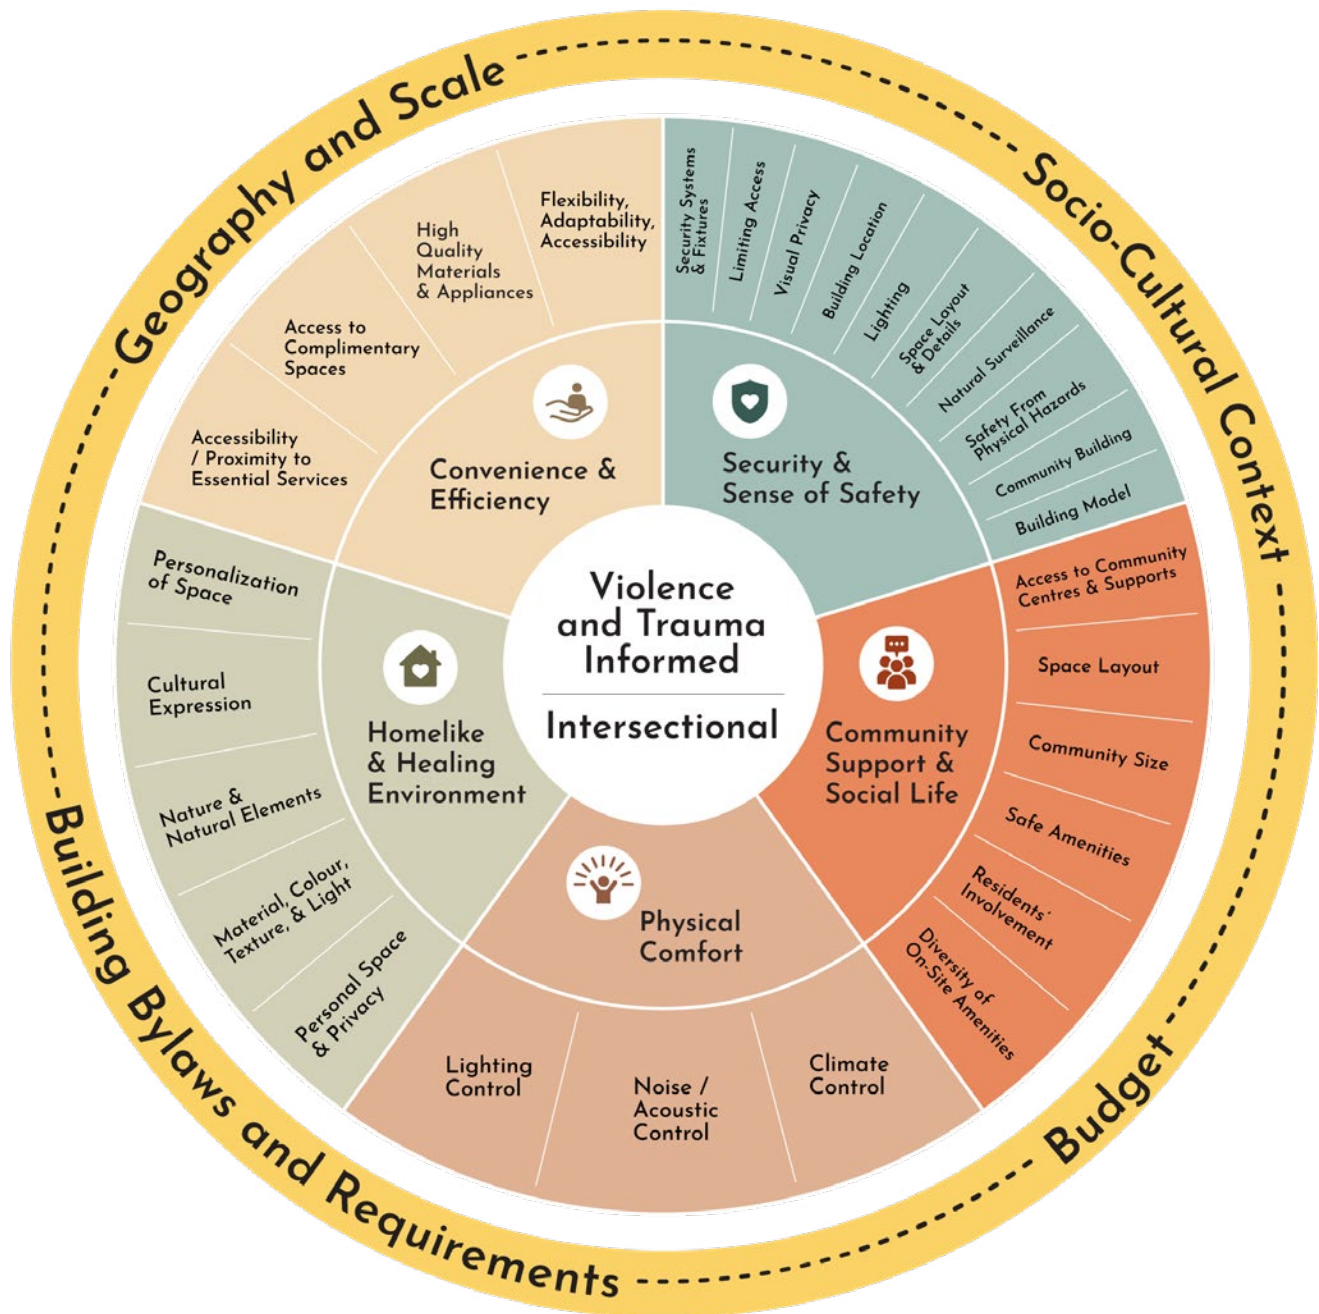 Geography and Scale
Socio-Cultural Context
Budget
Building Bylaws and Requirements
Violence
and Trauma
Informed
Intersectional
Security &
Sense of Safety
Security Systems
& Fixtures
Limiting Access
Visual Privacy
Building Location
Lighting
Space Layout
& Details
Natural Surveillance
Safety From
Physical Hazards
Community Building
Building Model
Community
Support &
Social Life
Access to Community
Centres & Supports
Space Layout
Community Size
Safe Amenities
Residents'
Involvement
Diversity of
On-Site Amenities
Physical
Comfort
Climate
Control
Noise /
Acoustic
Control
Lighting
Control
Homelike
& Healing
Environment
Personal Space
& Privacy
Material, Colour,
Texture, & Light
Nature &
Natural Elements
Cultural
Expression
Personalization
of Space
Convenience &
Efficiency
Accessibility
/ Proximity to
Essential Services
Access to
Complimentary
Spaces
High
Quality
Materials
& Appliances
Flexibility,
Adaptability,
Accessibility